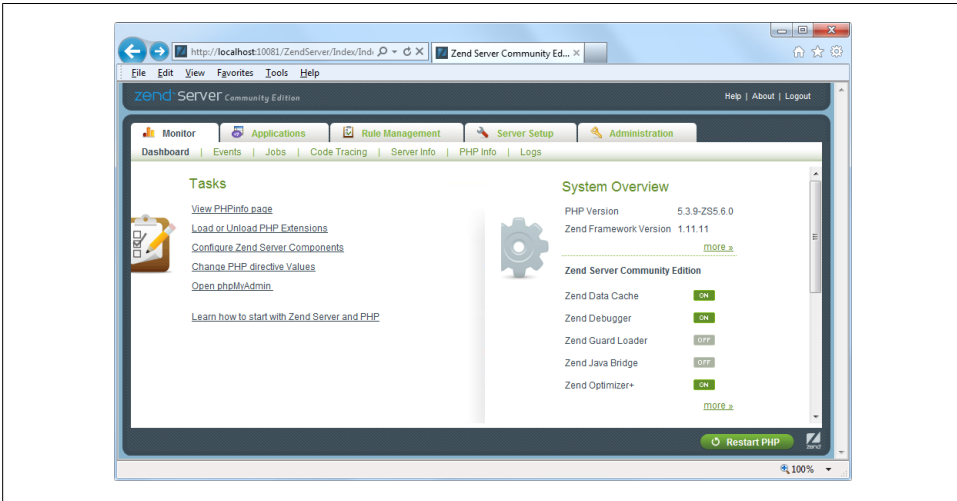 http://localhost:10081/ZendServer/Index/Ind
Zend Server Community Ed...
File Edit View Favorites Tools Help
zend server Community Edition
Help | About | Logout
Monitor Applications Rule Management Server Setup Administration
Dashboard | Events | Jobs | Code Tracing | Server Info | PHP Info | Logs
Tasks
View PHPinfo page
Load or Unload PHP Extensions
Configure Zend Server Components
Change PHP directive Values
Open phpMyAdmin
Learn how to start with Zend Server and PHP
System Overview
PHP Version 5.3.9-ZS5.6.0
Zend Framework Version 1.11.11
more »
Zend Server Community Edition
Zend Data Cache ON
Zend Debugger ON
Zend Guard Loader OFF
Zend Java Bridge OFF
Zend Optimizer+ ON
more »
Restart PHP
zend
100%